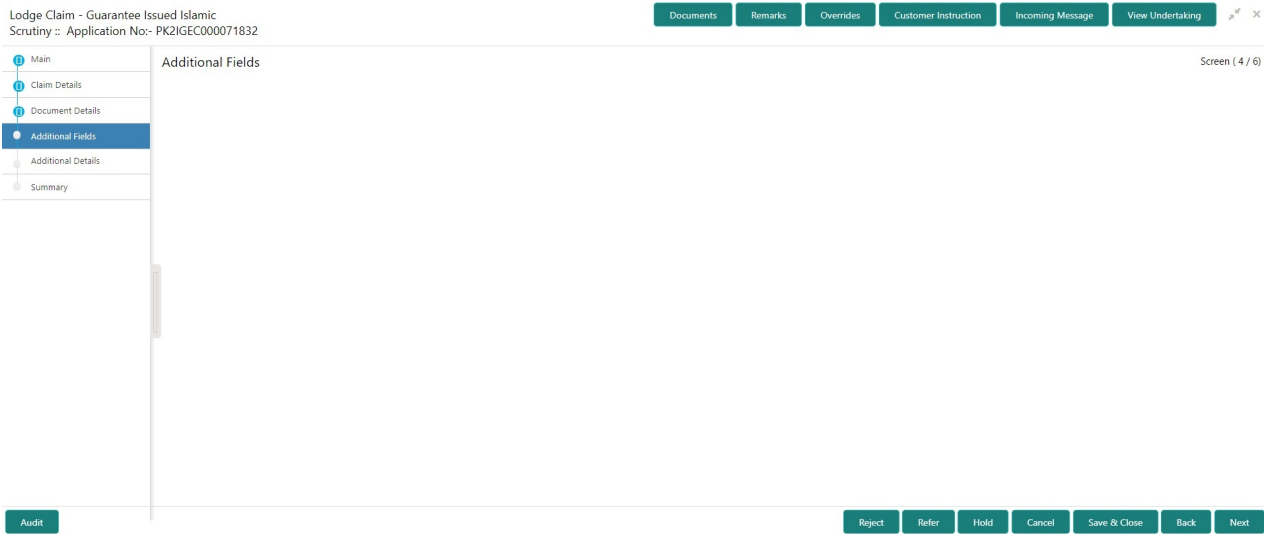 Lodge Claim - Guarantee Issued Islamic
Scrutiny :: Application No:- PK2IGEC000071832
Documents
Remarks
Overrides
Customer Instruction
Incoming Message
View Undertaking
Main
Claim Details
Document Details
Additional Fields
Additional Details
Summary
Additional Fields
Screen ( 4 / 6)
Audit
Reject
Refer
Hold
Cancel
Save & Close
Back
Next